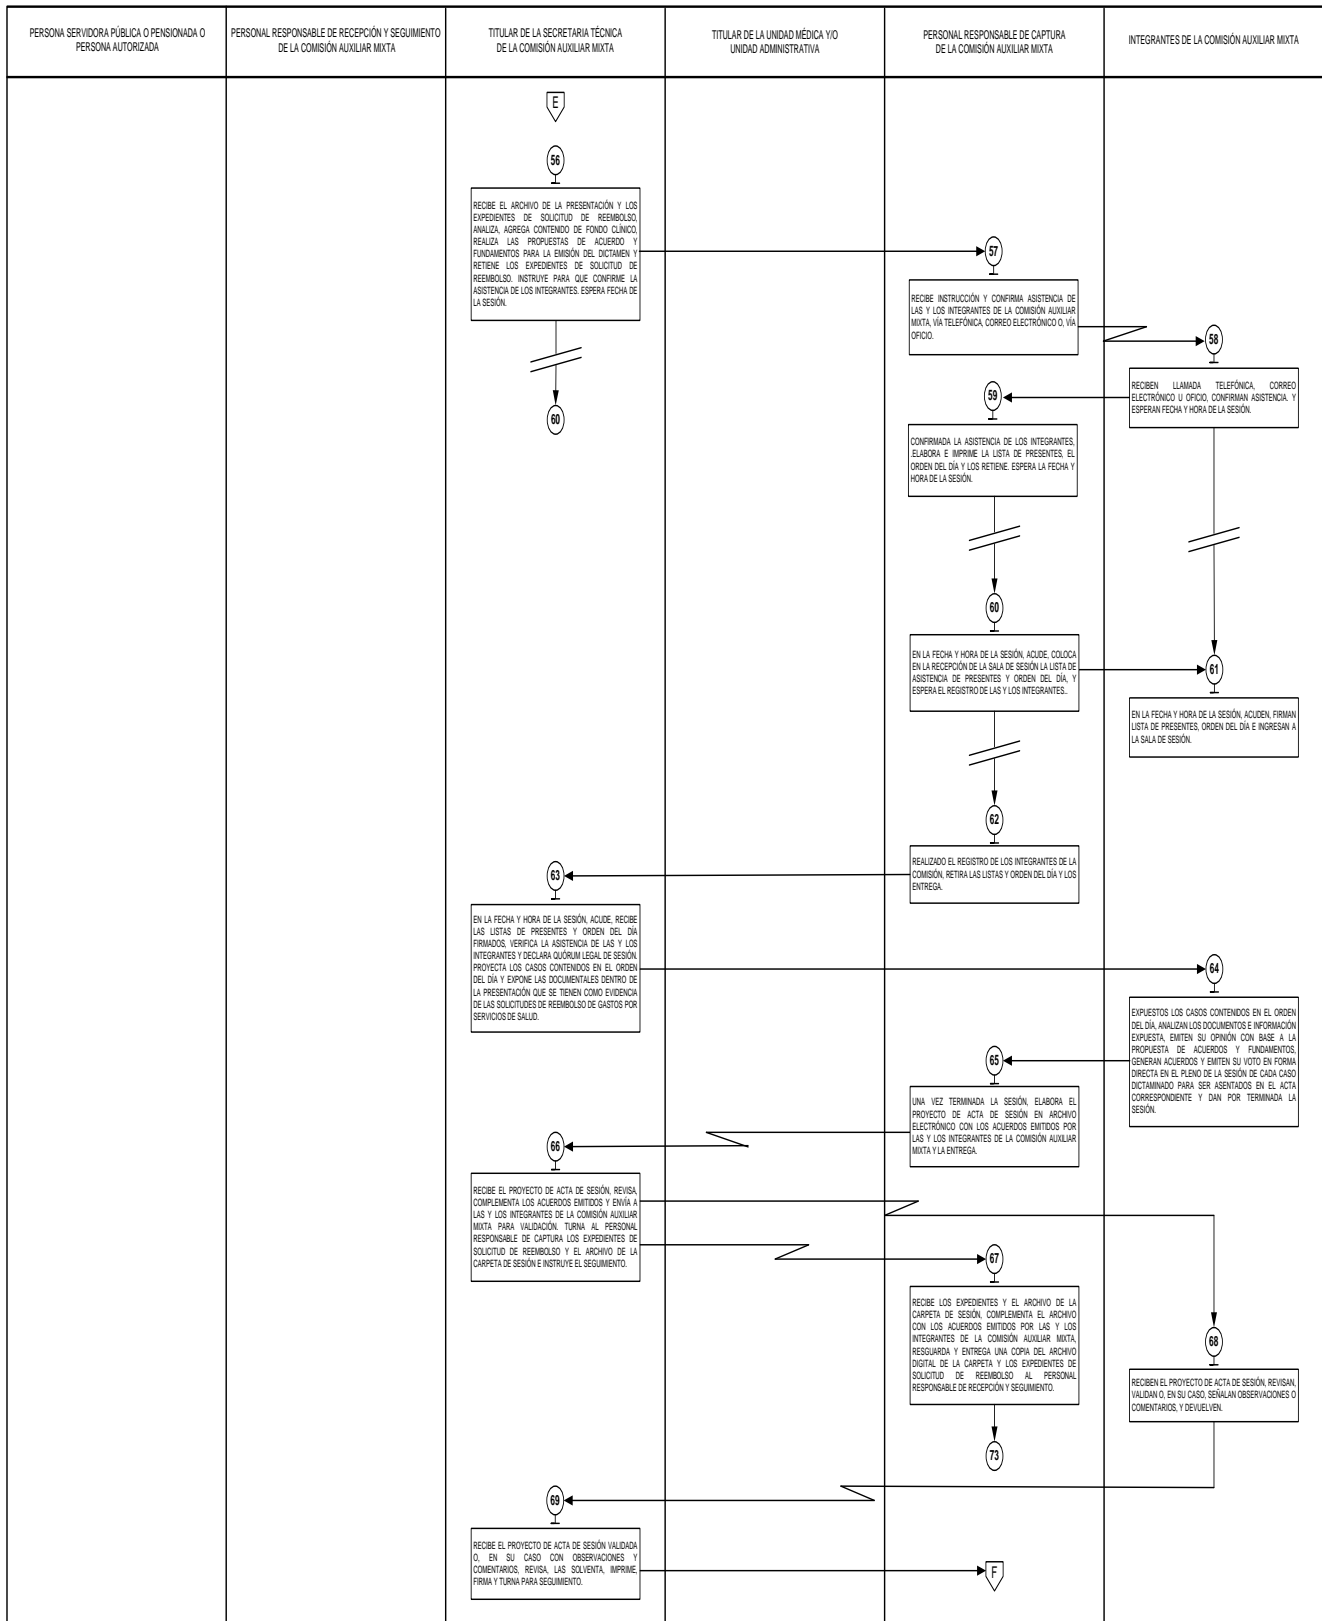 PERSONA SERVIDORA PÚBLICA O PENSIONADA O
PERSONA AUTORIZADA
PERSONAL RESPONSABLE DE RECEPCIÓN Y SEGUIMIENTO
DE LA COMISIÓN AUXILIAR MIXTA
TITULAR DE LA SECRETARIA TÉCNICA
DE LA COMISIÓN AUXILIAR MIXTA
TITULAR DE LA UNIDAD MÉDICA Y/O
UNIDAD ADMINISTRATIVA
PERSONAL RESPONSABLE DE CAPTURA
DE LA COMISIÓN AUXILIAR MIXTA
INTEGRANTES DE LA COMISIÓN AUXILIAR MIXTA
E
56
RECIBE EL ARCHIVO DE LA PRESENTACIÓN Y LOS
EXPEDIENTES DE SOLICITUD DE REEMBOLSO,
ANALIZA, AGREGA CONTENIDO DE FONDO CLÍNICO,
REALIZA LAS PROPUESTAS DE ACUERDO Y
FUNDAMENTOS PARA LA EMISIÓN DEL DICTAMEN Y
RETIENE LOS EXPEDIENTES DE SOLICITUD DE
REEMBOLSO. INSTRUYE PARA QUE CONFIRME LA
ASISTENCIA DE LOS INTEGRANTES. ESPERA FECHA DE
LA SESIÓN.
57
RECIBE INSTRUCCIÓN Y CONFIRMA ASISTENCIA DE
LAS Y LOS INTEGRANTES DE LA COMISIÓN AUXILIAR
MIXTA, VÍA TELEFÓNICA, CORREO ELECTRÓNICO O, VÍA
OFICIO.
58
RECIBEN LLAMADA TELEFÓNICA, CORREO
ELECTRÓNICO U OFICIO, CONFIRMAN ASISTENCIA. Y
ESPERAN FECHA Y HORA DE LA SESIÓN.
59
CONFIRMADA LA ASISTENCIA DE LOS INTEGRANTES,
.ELABORA E IMPRIME LA LISTA DE PRESENTES, EL
ORDEN DEL DÍA Y LOS RETIENE. ESPERA LA FECHA Y
HORA DE LA SESIÓN.
60
60
EN LA FECHA Y HORA DE LA SESIÓN, ACUDE, COLOCA
EN LA RECEPCIÓN DE LA SALA DE SESIÓN LA LISTA DE
ASISTENCIA DE PRESENTES Y ORDEN DEL DÍA, Y
ESPERA EL REGISTRO DE LAS Y LOS INTEGRANTES..
61
EN LA FECHA Y HORA DE LA SESIÓN, ACUDEN, FIRMAN
LISTA DE PRESENTES, ORDEN DEL DÍA E INGRESAN A
LA SALA DE SESIÓN.
62
REALIZADO EL REGISTRO DE LOS INTEGRANTES DE LA
COMISIÓN, RETIRA LAS LISTAS Y ORDEN DEL DÍA Y LOS
ENTREGA.
63
EN LA FECHA Y HORA DE LA SESIÓN, ACUDE, RECIBE
LAS LISTAS DE PRESENTES Y ORDEN DEL DÍA
FIRMADOS, VERIFICA LA ASISTENCIA DE LAS Y LOS
INTEGRANTES Y DECLARA QUÓRUM LEGAL DE SESIÓN.
PROYECTA LOS CASOS CONTENIDOS EN EL ORDEN
DEL DÍA Y EXPONE LAS DOCUMENTALES DENTRO DE
LA PRESENTACIÓN QUE SE TIENEN COMO EVIDENCIA
DE LAS SOLICITUDES DE REEMBOLSO DE GASTOS POR
SERVICIOS DE SALUD.
64
EXPUESTOS LOS CASOS CONTENIDOS EN EL ORDEN
DEL DÍA, ANALIZAN LOS DOCUMENTOS E INFORMACIÓN
EXPUESTA, EMITEN SU OPINIÓN CON BASE A LA
PROPUESTA DE ACUERDOS Y FUNDAMENTOS,
GENERAN ACUERDOS Y EMITEN SU VOTO EN FORMA
DIRECTA EN EL PLENO DE LA SESIÓN DE CADA CASO
DICTAMINADO PARA SER ASENTADOS EN EL ACTA
CORRESPONDIENTE Y DAN POR TERMINADA LA
SESIÓN.
65
UNA VEZ TERMINADA LA SESIÓN, ELABORA EL
PROYECTO DE ACTA DE SESIÓN EN ARCHIVO
ELECTRÓNICO CON LOS ACUERDOS EMITIDOS POR
LAS Y LOS INTEGRANTES DE LA COMISIÓN AUXILIAR
MIXTA Y LA ENTREGA.
66
RECIBE EL PROYECTO DE ACTA DE SESIÓN, REVISA,
COMPLEMENTA LOS ACUERDOS EMITIDOS Y ENVÍA A
LAS Y LOS INTEGRANTES DE LA COMISIÓN AUXILIAR
MIXTA PARA VALIDACIÓN. TURNA AL PERSONAL
RESPONSABLE DE CAPTURA LOS EXPEDIENTES DE
SOLICITUD DE REEMBOLSO Y EL ARCHIVO DE LA
CARPETA DE SESIÓN E INSTRUYE EL SEGUIMIENTO.
67
RECIBE LOS EXPEDIENTES Y EL ARCHIVO DE LA
CARPETA DE SESIÓN, COMPLEMENTA EL ARCHIVO
CON LOS ACUERDOS EMITIDOS POR LAS Y LOS
INTEGRANTES DE LA COMISIÓN AUXILIAR MIXTA,
RESGUARDA Y ENTREGA UNA COPIA DEL ARCHIVO
DIGITAL DE LA CARPETA Y LOS EXPEDIENTES DE
SOLICITUD DE REEMBOLSO AL PERSONAL
RESPONSABLE DE RECEPCIÓN Y SEGUIMIENTO.
73
68
RECIBEN EL PROYECTO DE ACTA DE SESIÓN, REVISAN,
VALIDAN O, EN SU CASO, SEÑALAN OBSERVACIONES O
COMENTARIOS, Y DEVUELVEN.
69
RECIBE EL PROYECTO DE ACTA DE SESIÓN VALIDADA
O, EN SU CASO CON OBSERVACIONES Y
COMENTARIOS, REVISA, LAS SOLVENTA, IMPRIME,
FIRMA Y TURNA PARA SEGUIMIENTO.
F